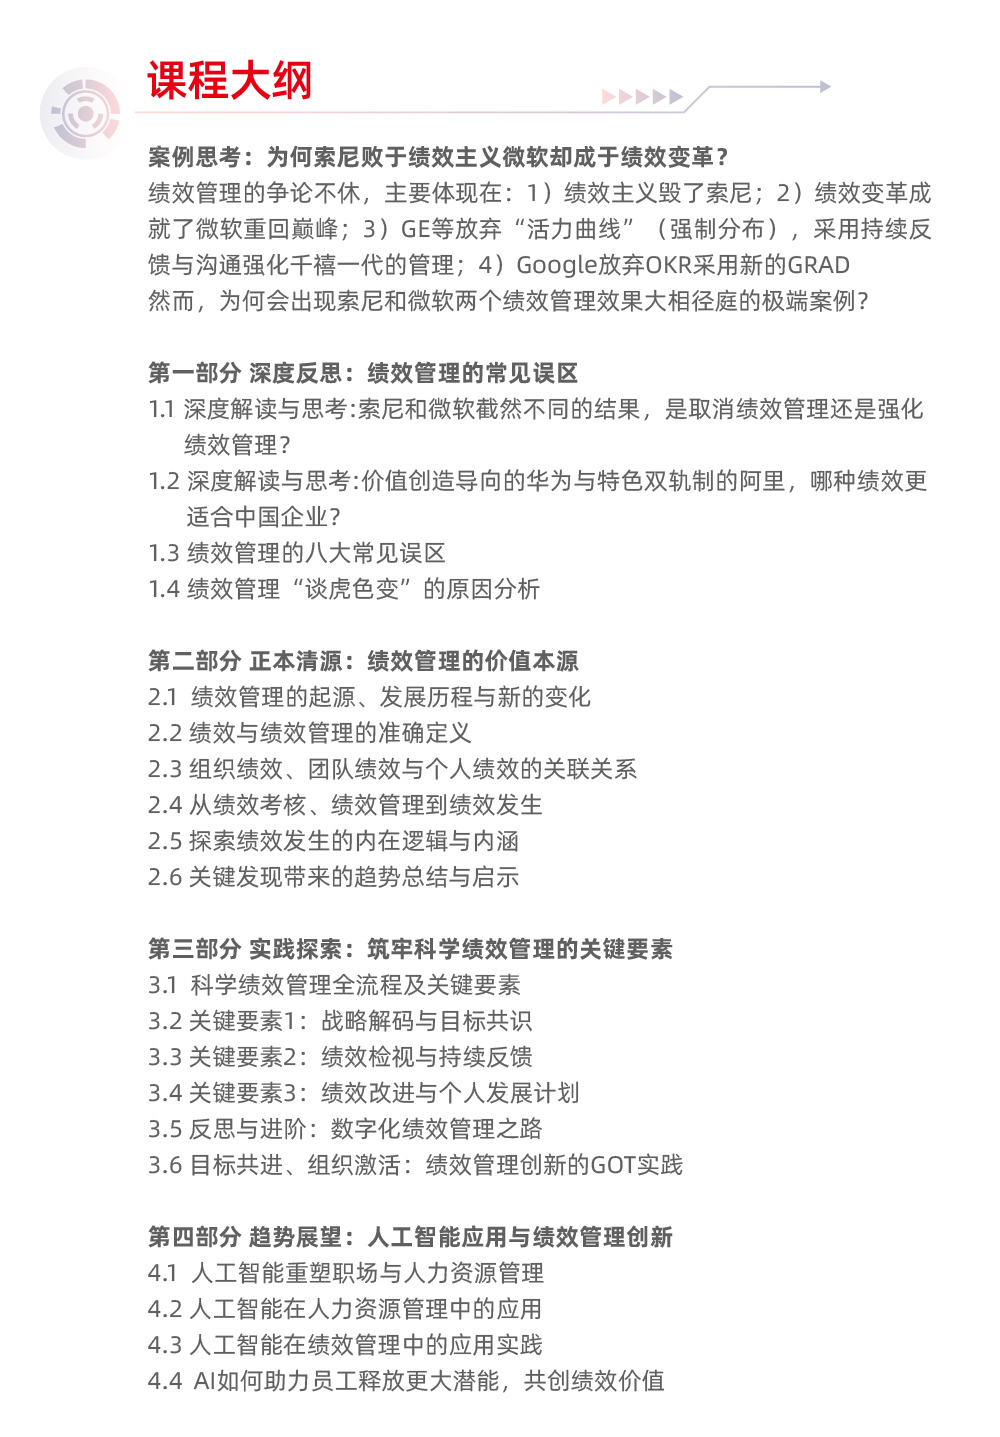 课程大纲
案例思考：为何索尼败于绩效主义微软却成于绩效变革？
绩效管理的争论不休，主要体现在：1）绩效主义毁了索尼；2）绩效变革成
就了微软重回巅峰；3）GE等放弃“活力曲线”（强制分布），采用持续反
馈与沟通强化千禧一代的管理；4）Google放弃OKR采用新的GRAD
然而，为何会出现索尼和微软两个绩效管理效果大相径庭的极端案例？
第一部分 深度反思：绩效管理的常见误区
1.1 深度解读与思考:索尼和微软截然不同的结果，是取消绩效管理还是强化
绩效管理？
1.2 深度解读与思考:价值创造导向的华为与特色双轨制的阿里，哪种绩效更
适合中国企业？
1.3 绩效管理的八大常见误区
1.4 绩效管理“谈虎色变”的原因分析
第二部分 正本清源：绩效管理的价值本源
2.1 绩效管理的起源、发展历程与新的变化
2.2 绩效与绩效管理的准确定义
2.3 组织绩效、团队绩效与个人绩效的关联关系
2.4 从绩效考核、绩效管理到绩效发生
2.5 探索绩效发生的内在逻辑与内涵
2.6 关键发现带来的趋势总结与启示
第三部分 实践探索：筑牢科学绩效管理的关键要素
3.1 科学绩效管理全流程及关键要素
3.2 关键要素1：战略解码与目标共识
3.3 关键要素2：绩效检视与持续反馈
3.4 关键要素3：绩效改进与个人发展计划
3.5 反思与进阶：数字化绩效管理之路
3.6 目标共进、组织激活：绩效管理创新的GOT实践
第四部分 趋势展望：人工智能应用与绩效管理创新
4.1 人工智能重塑职场与人力资源管理
4.2 人工智能在人力资源管理中的应用
4.3 人工智能在绩效管理中的应用实践
4.4 AI如何助力员工释放更大潜能，共创绩效价值